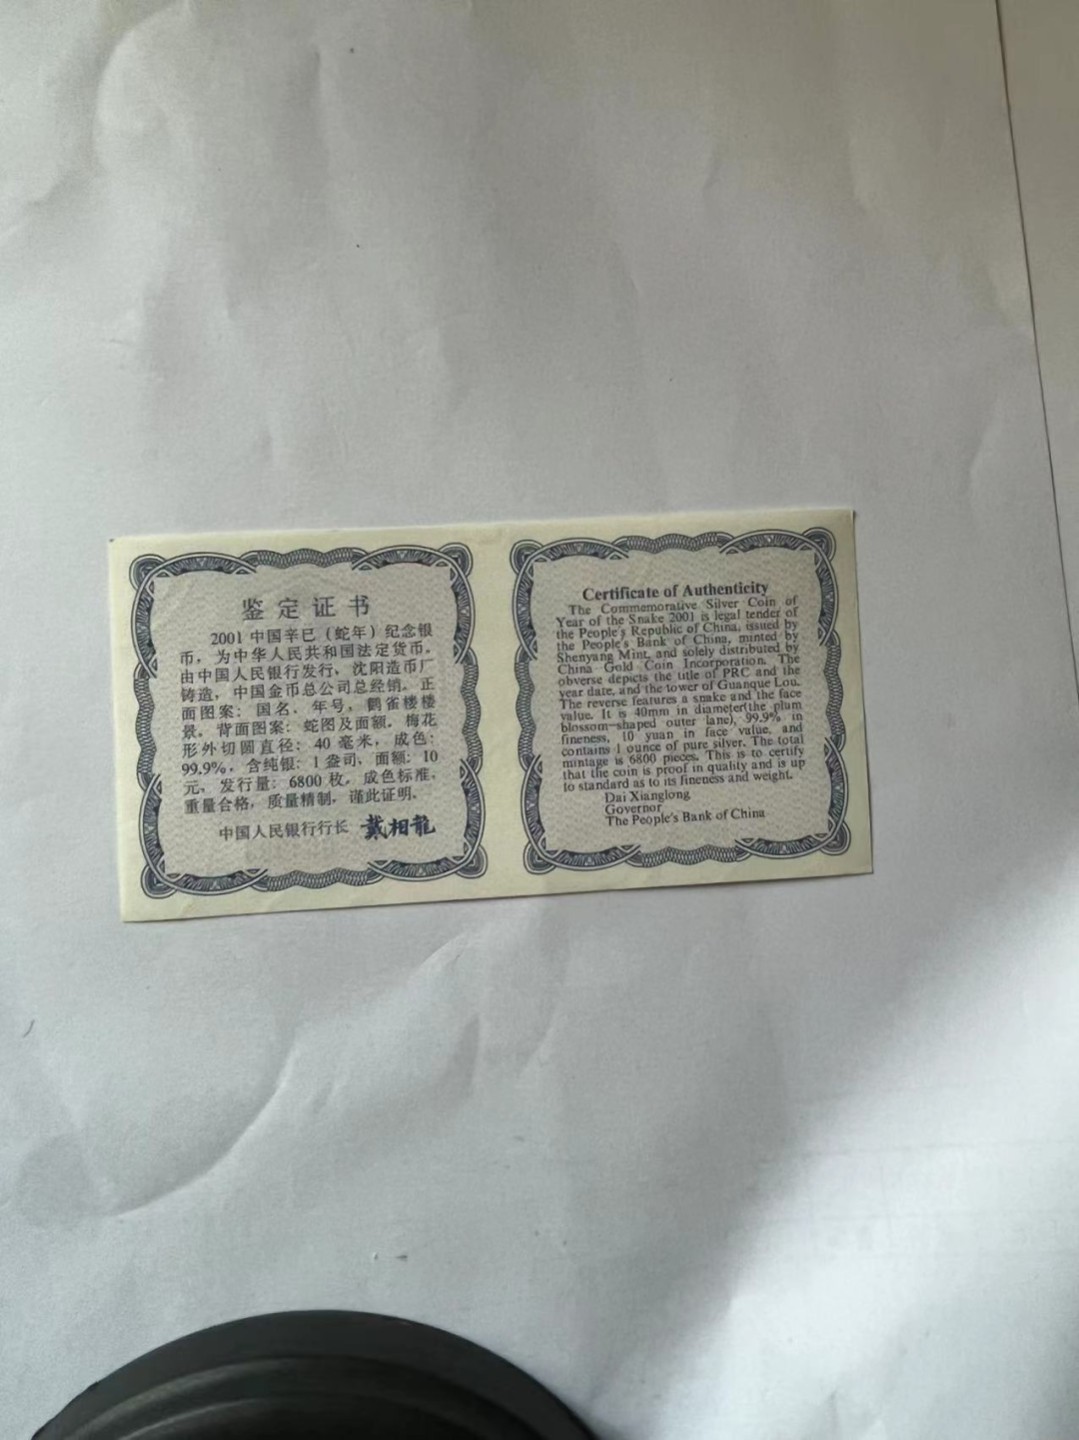 鉴定证书
2001 中国辛巳（蛇年）纪念银
币，为中华人民共和国法定货币。
由中国人民银行发行，沈阳造币厂
铸造，中国金币总公司总经销。正
面图案：国名、年号，鹳雀楼楼
景。背面图案：蛇图及面额。梅花
形外切圆直径：40 毫米，成色：
99.9%，含纯银：1 盎司，面额：10
元，发行量：6800 枚，成色标准，
重量合格，质量精制，谨此证明。
中国人民银行行长 戴相龍
Certificate of Authenticity
The Commemorative Silver Coin of
Year of the Snake 2001 is legal tender of
the People's Republic of China, issued by
the People's Bank of China, minted by
Shenyang Mint, and solely distributed by
China Gold Coin Incorporation. The
obverse depicts the title of PRC and the
year date, and the tower of Guanque Lou.
The reverse features a snake and the face
value. It is 40mm in diameter(the plum
blossom-shaped outer lane), 99.9% in
fineness, 10 yuan in face value, and
contains 1 ounce of pure silver. The total
mintage is 6800 pieces. This is to certify
that the coin is proof in quality and is up
to standard as to its fineness and weight.
Dai Xianglong
Governor
The People's Bank of China